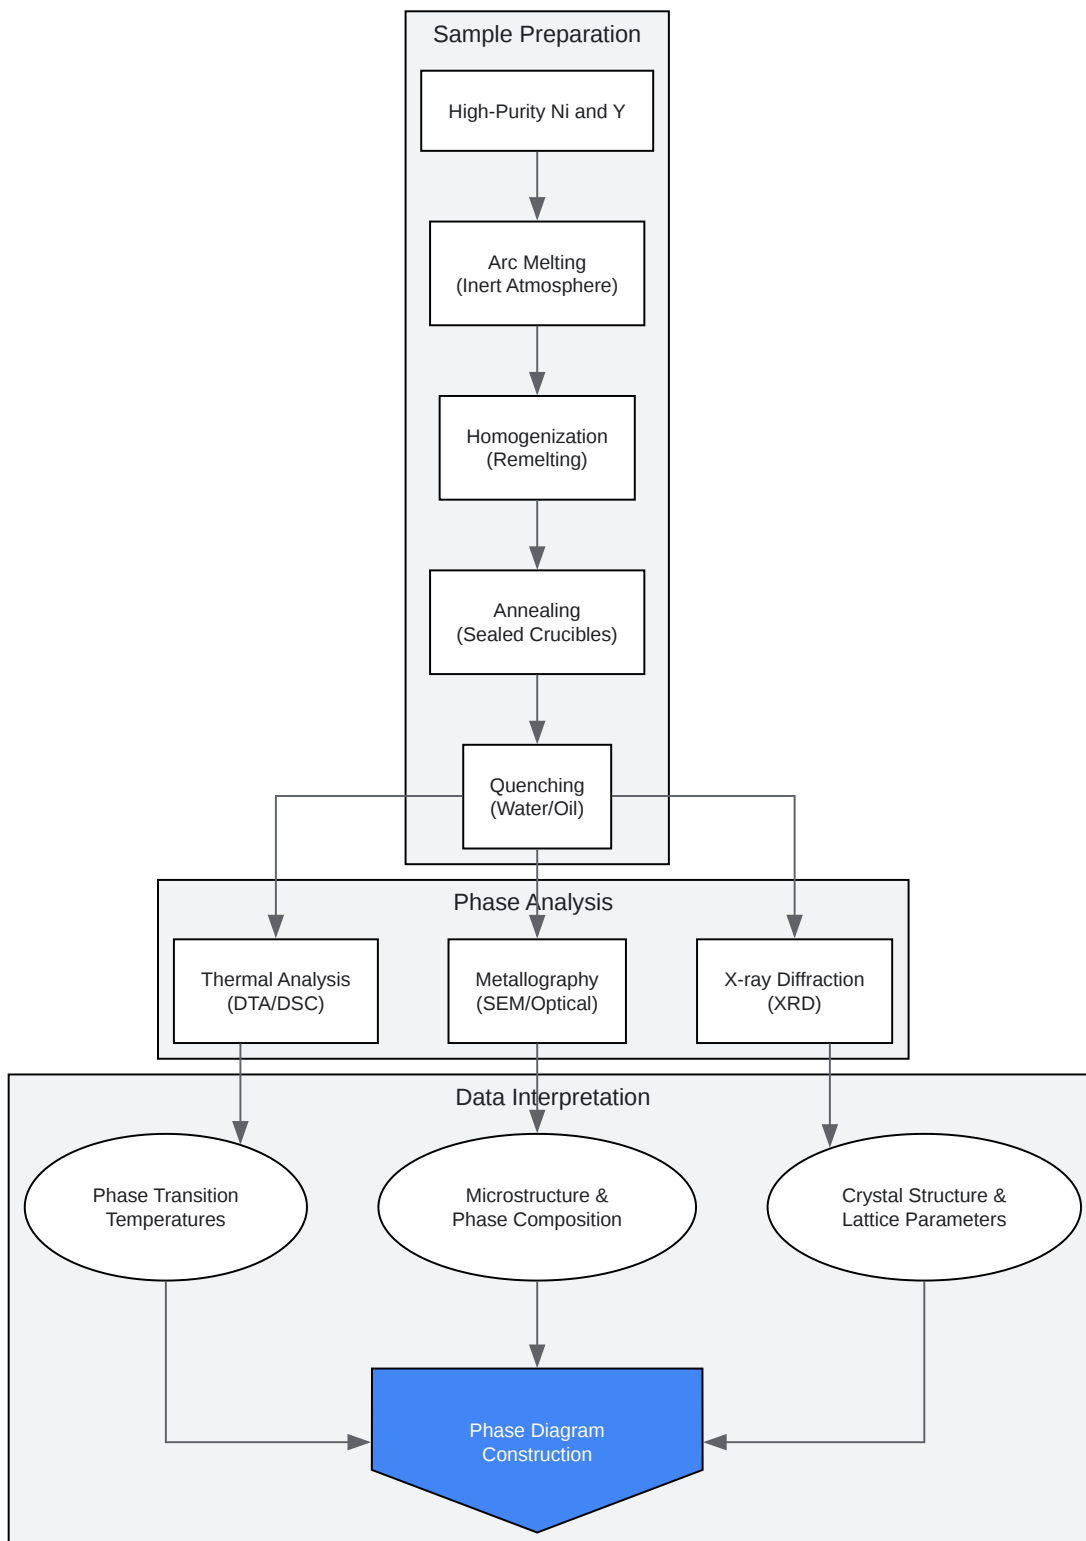 Sample Preparation
High-Purity Ni and Y
Arc Melting
(Inert Atmosphere)
Homogenization
(Remelting)
Annealing
(Sealed Crucibles)
Quenching
(Water/Oil)
Phase Analysis
Thermal Analysis
(DTA/DSC)
Metallography
(SEM/Optical)
X-ray Diffraction
(XRD)
Data Interpretation
Phase Transition
Temperatures
Microstructure &
Phase Composition
Crystal Structure &
Lattice Parameters
Phase Diagram
Construction